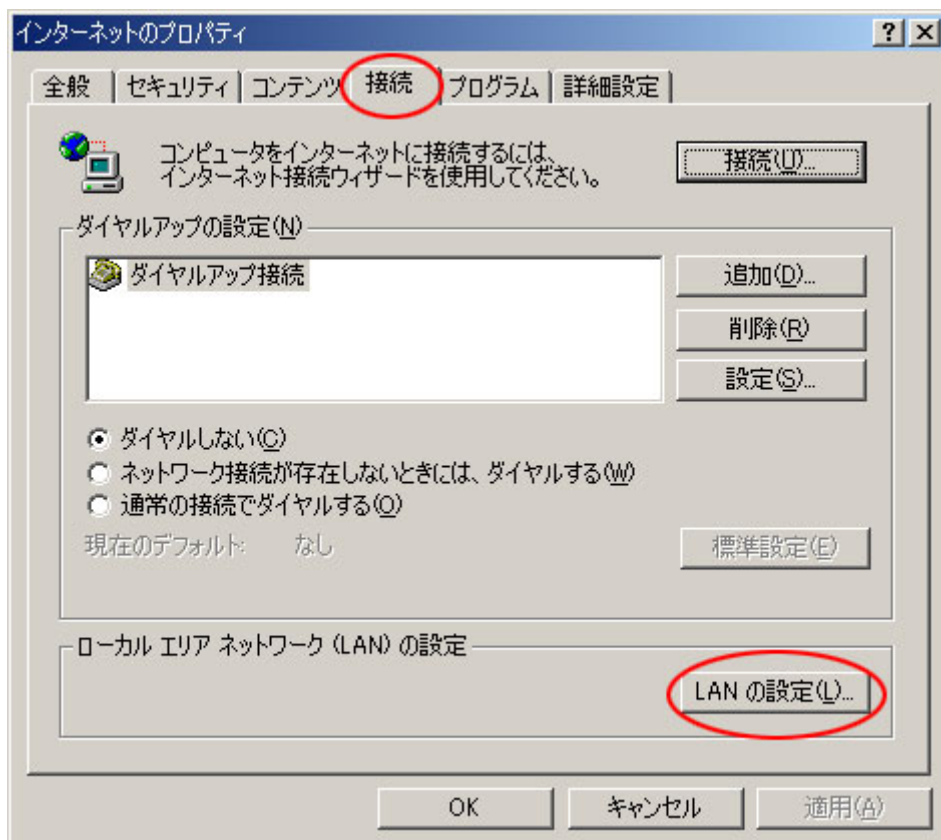 インターネットのプロパティ
全般 セキュリティ コンテンツ 接続 プログラム 詳細設定
コンピュータをインターネットに接続するには、
インターネット接続ウィザードを使用してください。
接続(U)...
ダイヤルアップの設定(N)
ダイヤルアップ接続
追加(D)...
削除(R)
設定(S)...
ダイヤルしない(C)
ネットワーク接続が存在しないときには、ダイヤルする(W)
通常の接続でダイヤルする(O)
現在のデフォルト: なし
標準設定(E)
ローカル エリア ネットワーク (LAN) の設定
LAN の設定(L)...
OK キャンセル 適用(A)